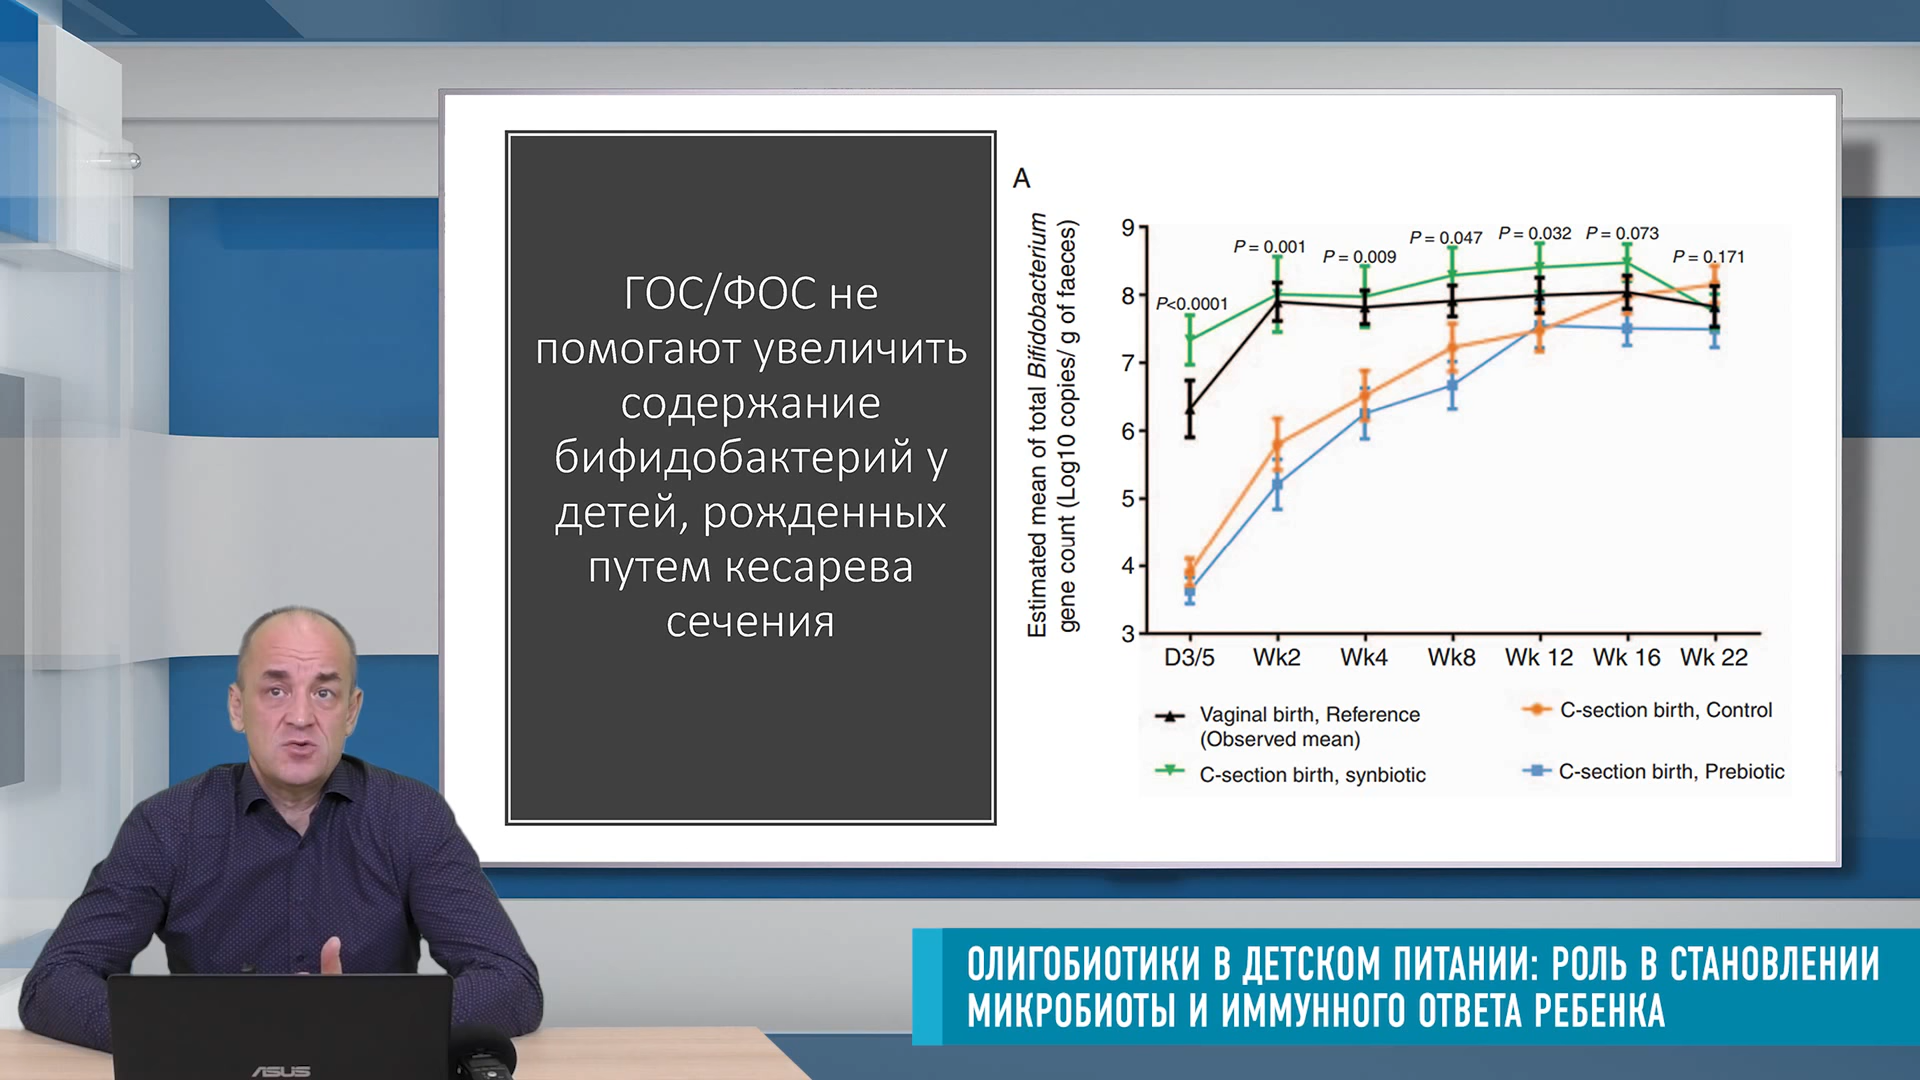 ГОС/ФОС не
помогают увеличить
содержание
бифидобактерий у
детей, рожденных
путем кесарева
сечения
A
Estimated mean of total Bifidobacterium
gene count (Log10 copies/ g of faeces)
9
8
7
6
5
4
3
P<0.0001
P = 0.001
P = 0.009
P = 0.047
P = 0.032
P = 0.073
P = 0.171
D3/5 Wk2 Wk4 Wk8 Wk 12 Wk 16 Wk 22
Vaginal birth, Reference
(Observed mean)
C-section birth, synbiotic
C-section birth, Control
C-section birth, Prebiotic
ОЛИГОБИОТИКИ В ДЕТСКОМ ПИТАНИИ: РОЛЬ В СТАНОВЛЕНИИ
МИКРОБИОТЫ И ИММУННОГО ОТВЕТА РЕБЕНКА
ASUS